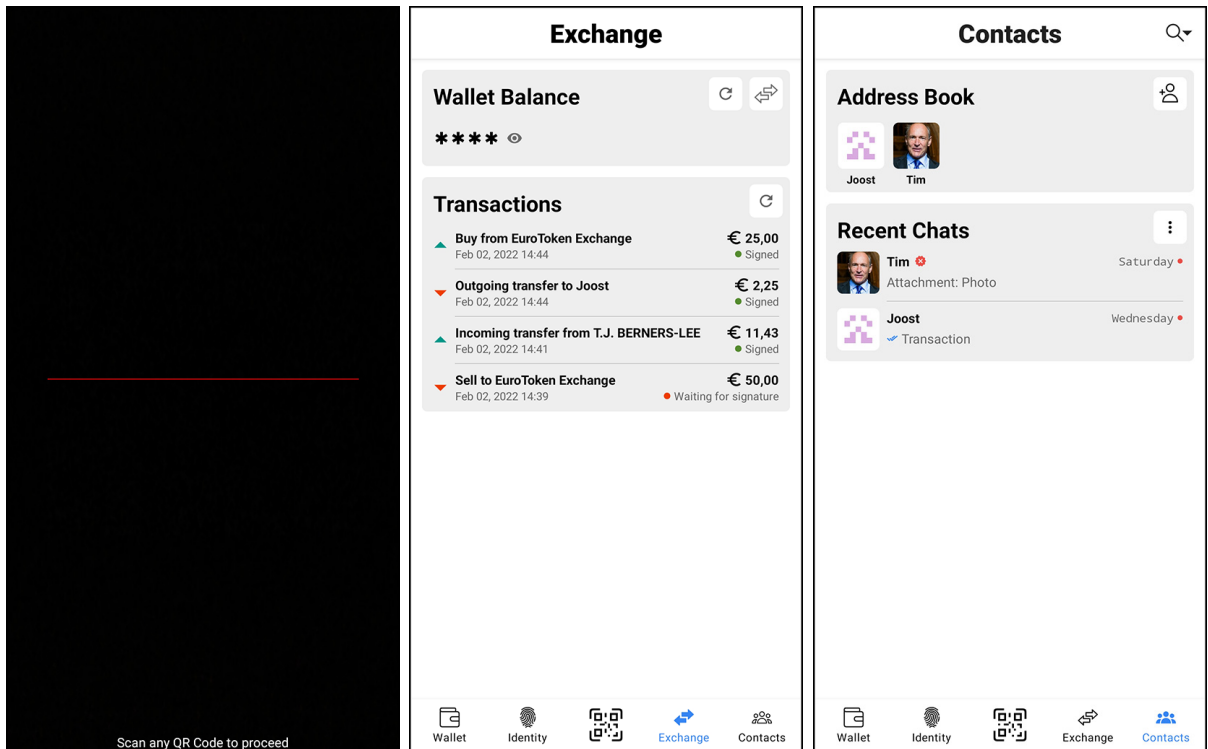 Scan any QR Code to proceed
Exchange
Wallet Balance
****
Transactions
Buy from EuroToken Exchange
€ 25,00
Feb 02, 2022 14:44
Signed
Outgoing transfer to Joost
€ 2,25
Feb 02, 2022 14:44
Signed
Incoming transfer from T.J. BERNERS-LEE
€ 11,43
Feb 02, 2022 14:41
Signed
Sell to EuroToken Exchange
€ 50,00
Feb 02, 2022 14:39
Waiting for signature
Wallet
Identity
Exchange
Contacts
Contacts
Address Book
Joost
Tim
Recent Chats
Tim
Saturday
Attachment: Photo
Joost
Wednesday
Transaction
Wallet
Identity
Exchange
Contacts